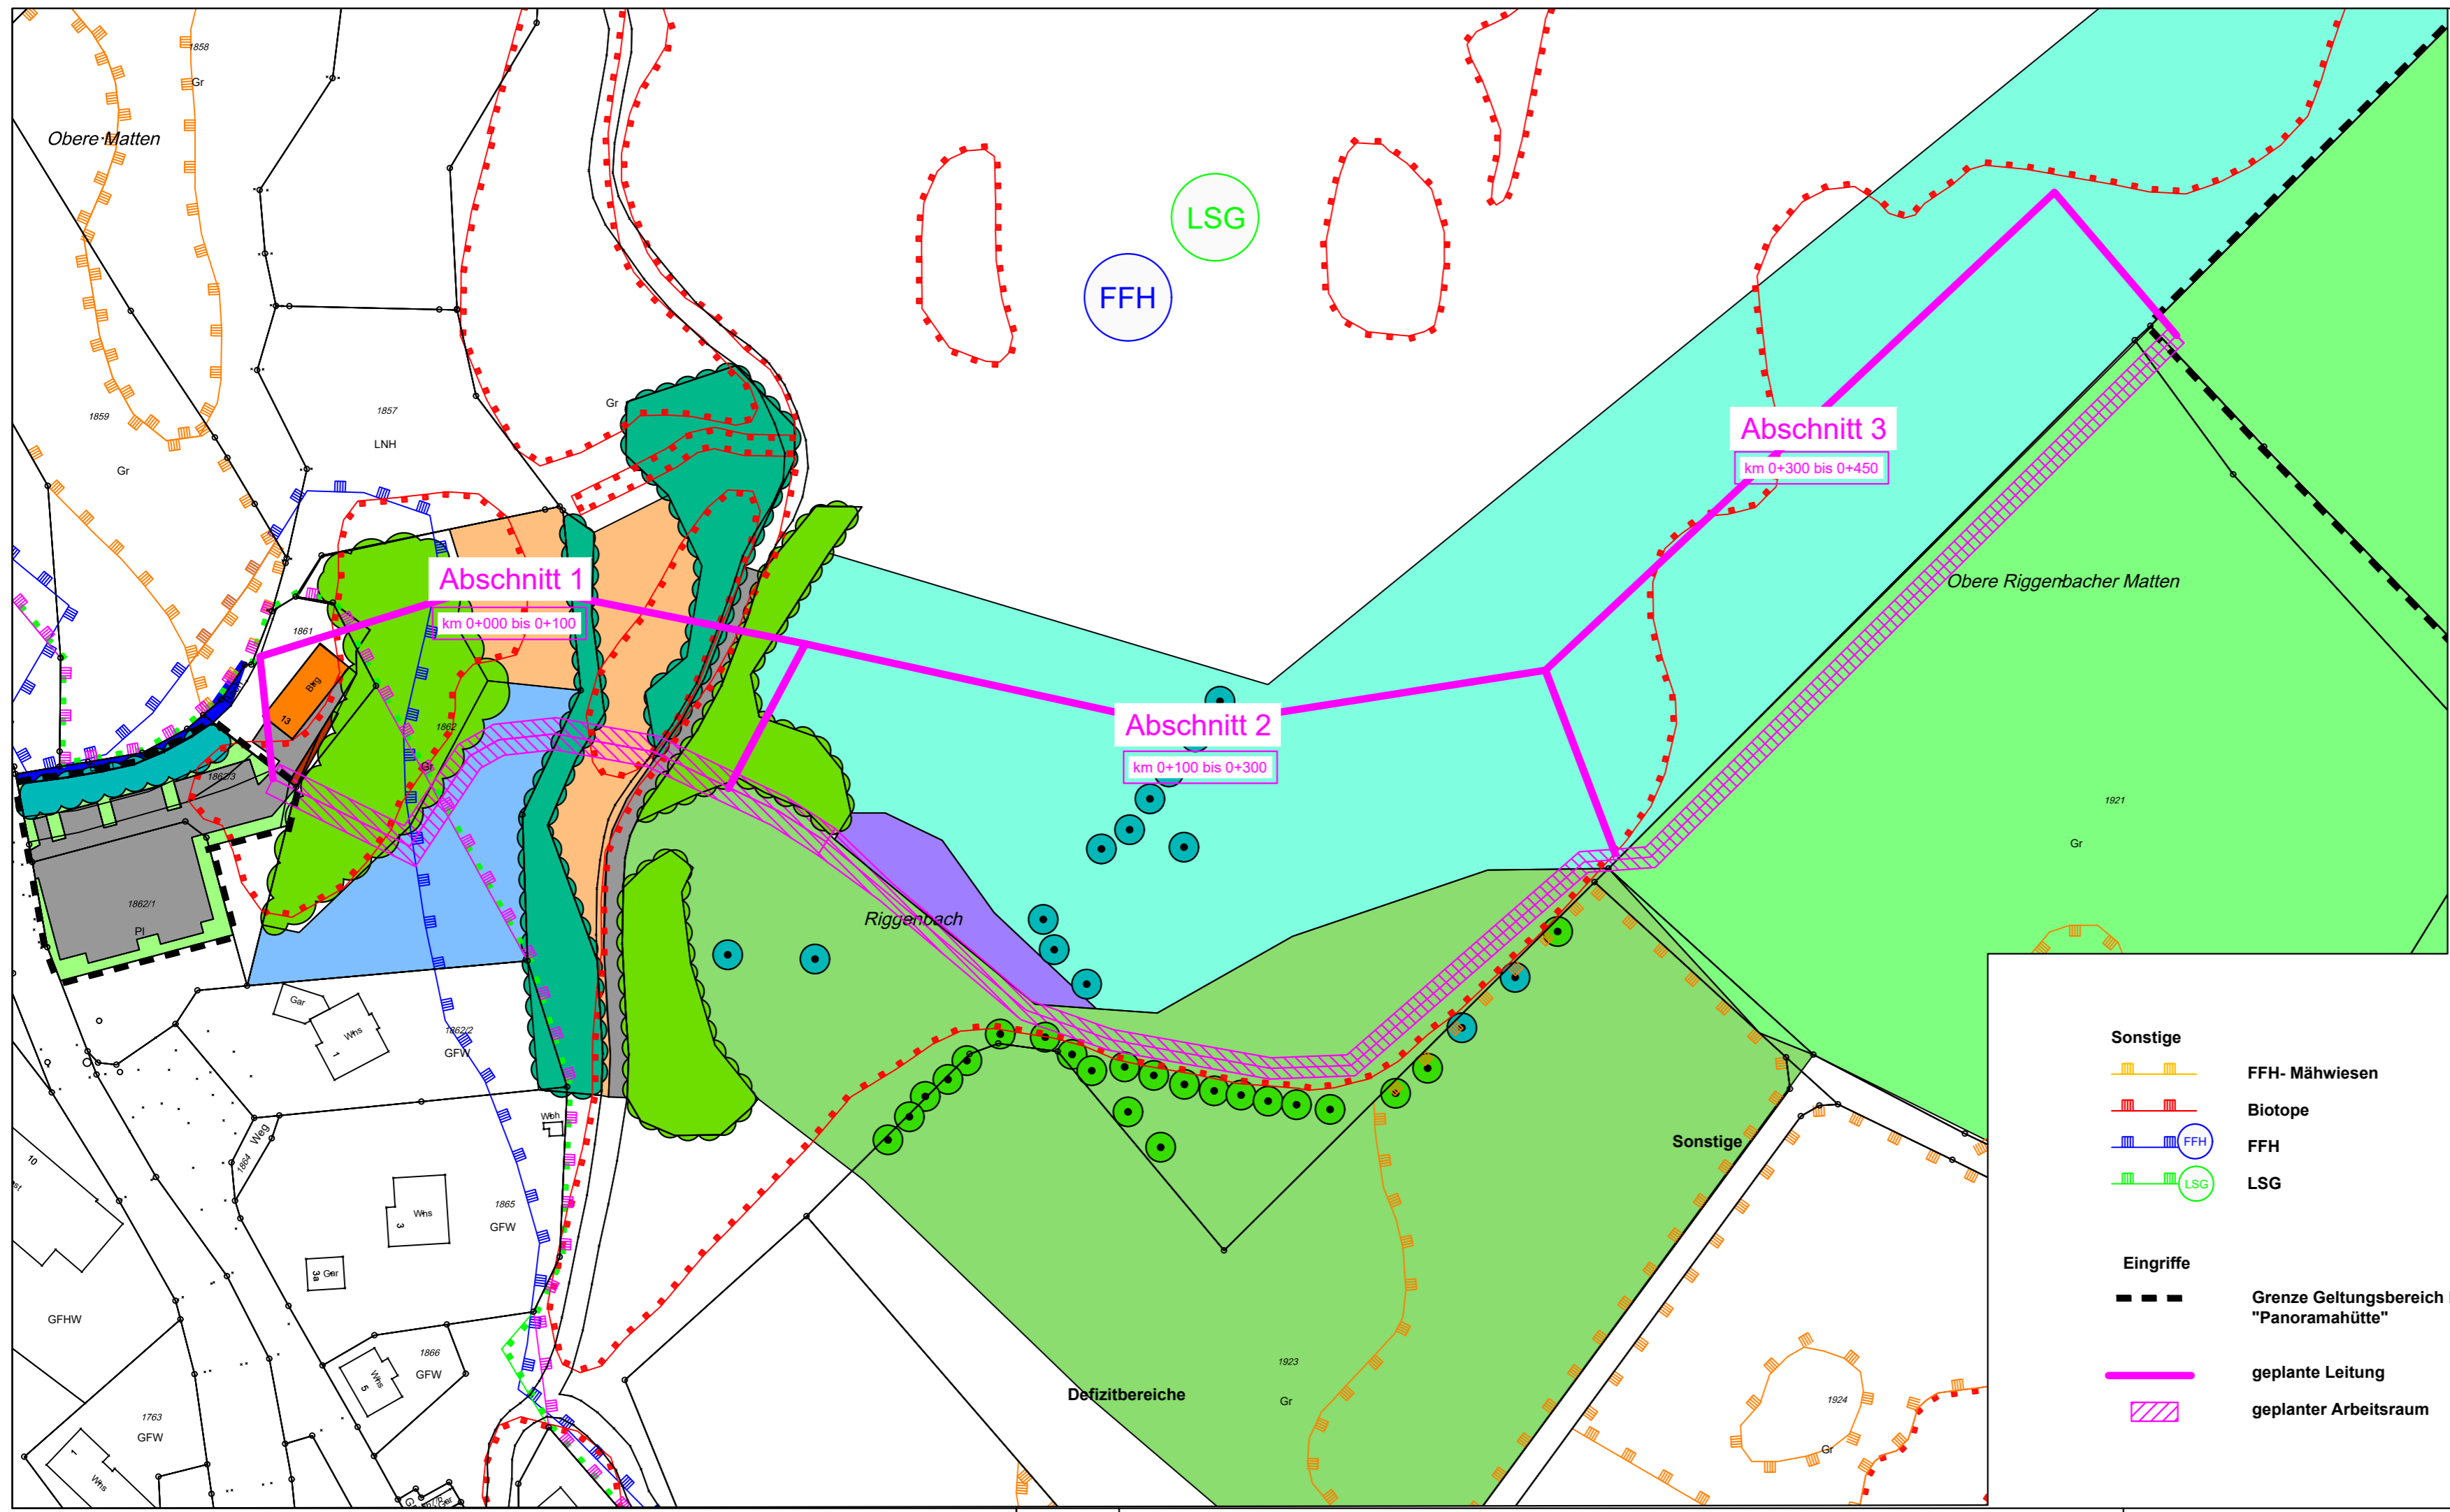 1858
Gr
Obere Matten
1859
Gr
1857
LNH
Gr
LSG
FFH
Abschnitt 3
km 0+300 bis 0+450
Obere Riggenbacher Matten
Abschnitt 1
km 0+000 bis 0+100
1861
Brg
13
1862
Gr
Abschnitt 2
km 0+100 bis 0+300
1862/3
1862/1
Pl
Riggenbach
1921
Gr
Gar
Whs
1
1862/2
GFW
Weg
1864
10
Whs
3
1865
GFW
3a
Gar
GFHW
1866
GFW
Whs
5
1763
GFW
1
Whs
Sonstige
Defizitbereiche
1923
Gr
1924
Gr
Sonstige
FFH- Mähwiesen
Biotope
FFH
FFH
LSG
LSG
Eingriffe
Grenze Geltungsbereich
"Panoramahütte"
geplante Leitung
geplanter Arbeitsraum